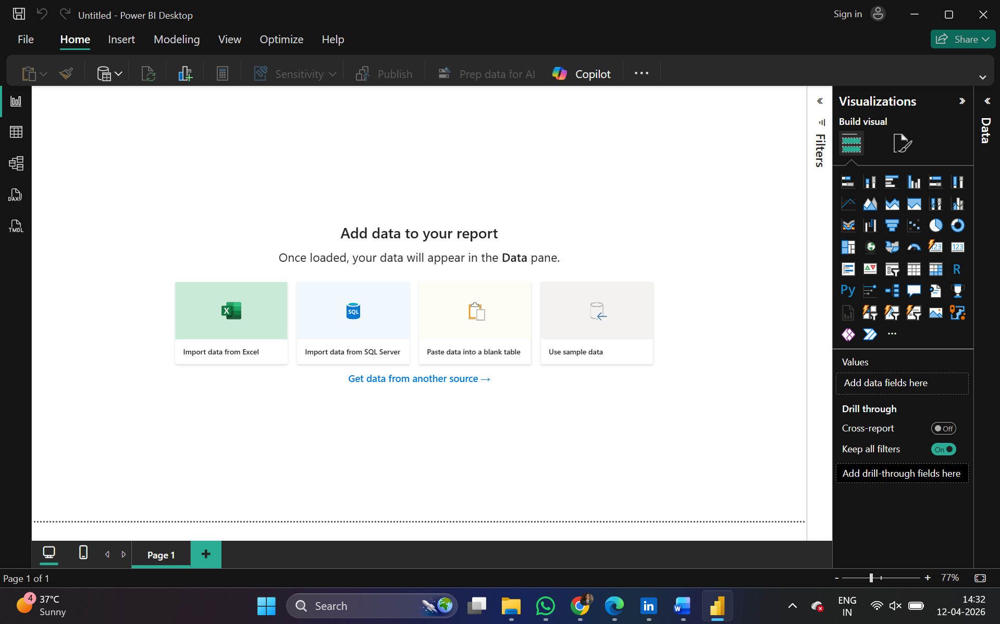 Untitled - Power BI Desktop
Sign in
File
Home
Insert
Modeling
View
Optimize
Help
Share
Sensitivity
Publish
Prep data for AI
Copilot
DAX
TMDL
Add data to your report
Once loaded, your data will appear in the Data pane.
X
SQL
Import data from Excel
Import data from SQL Server
Paste data into a blank table
Use sample data
Get data from another source →
Filters
Visualizations
Build visual
123
123
R
Py
Values
Add data fields here
Drill through
Cross-report
Off
Keep all filters
On
Add drill-through fields here
Data
Page 1
Page 1 of 1
77%
4
37°C
Sunny
Search
in
W
ENG
IN
14:32
12-04-2026